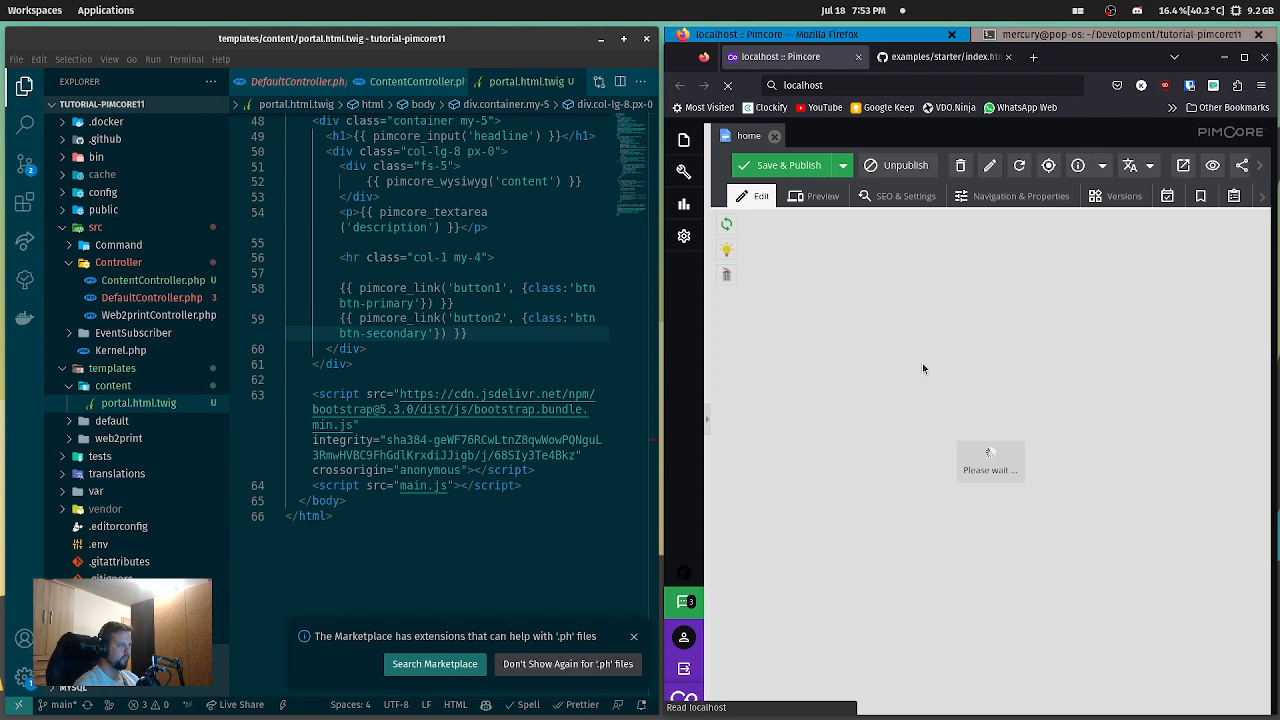 Workspaces Applications Jul 18 7:53 PM 16.4%(40.3°C) 9.2GB
templates/content/portal.html.twig - tutorial-pimcore11
File Edit Selection View Go Run Terminal Help
EXPLORER
TUTORIAL-PIMCORE11
.docker
.github
bin
cache
config
public
src
Command
Controller
ContentController.php
DefaultController.php 3
Web2printController.php
EventSubscriber
Kernel.php
templates
content
portal.html.twig U
default
web2print
tests
translations
var
vendor
.editorconfig
.env
.gitattributes
.gitignore
MYSQL
DefaultController.ph ContentController.ph portal.html.twig U
portal.html.twig > html > body > div.container.my-5 > div.col-lg-8.px-0
48 <div class="container my-5">
49 <h1>{{ pimcore_input('headline') }}</h1>
50 <div class="col-lg-8 px-0">
51 <div class="fs-5">
52 {{ pimcore_wysiwyg('content') }}
53 </div>
54 <p>{{ pimcore_textarea
('description') }}</p>
55
56 <hr class="col-1 my-4">
57
58 {{ pimcore_link('button1', {class:'btn
btn-primary'}) }}
59 {{ pimcore_link('button2', {class:'btn
btn-secondary'}) }}
60 </div>
61 </div>
62
63 <script src="https://cdn.jsdelivr.net/npm/
bootstrap@5.3.0/dist/js/bootstrap.bundle.
min.js"
integrity="sha384-geWF76RCwLtnZ8qwWowPQNguL
3RmwHVBC9FhGdlKrxdiJJigb/j/68SIy3Te4Bkz"
crossorigin="anonymous"></script>
64 <script src="main.js"></script>
65 </body>
66 </html>
The Marketplace has extensions that can help with '.ph' files
Search Marketplace Don't Show Again for '.ph' files
main* Live Share 3 0 Spaces: 4 UTF-8 LF HTML Spell Prettier
localhost :: Pimcore — Mozilla Firefox mercury@pop-os: ~/Development/tutorial-pimcore11
localhost :: Pimcore examples/starter/index.htm
localhost
Most Visited Clockify YouTube Google Keep VDO.Ninja WhatsApp Web Other Bookmarks
home PIMCORE
Save & Publish Unpublish
Edit Preview SEO & Settings Navigation & Properties Versions
Please wait ...
3
Read localhost